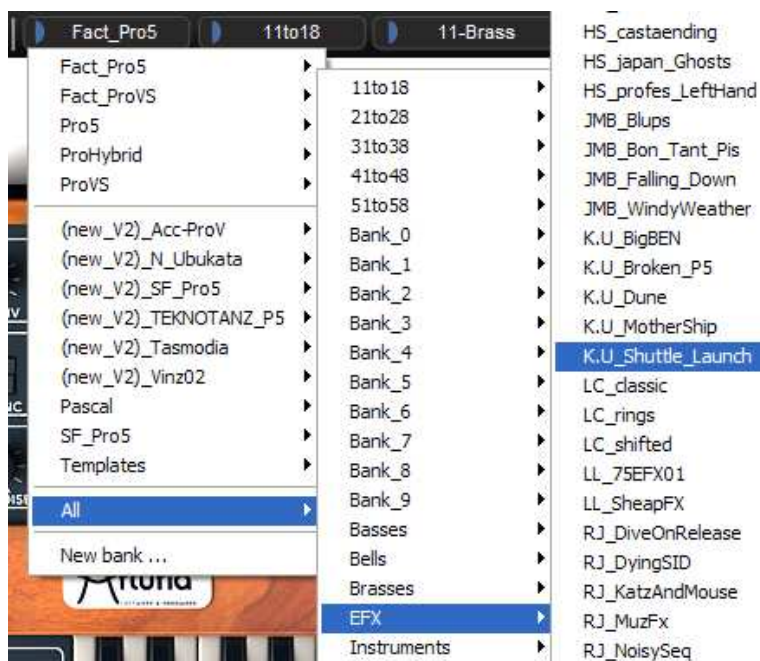 Fact_Pro5
11to18
11-Brass
Fact_Pro5
Fact_ProVS
Pro5
ProHybrid
ProVS
(new_V2)_Acc-ProV
(new_V2)_N_Ubukata
(new_V2)_SF_Pro5
(new_V2)_TEKNOTANZ_P5
(new_V2)_Tasmodia
(new_V2)_Vinz02
Pascal
SF_Pro5
Templates
All
New bank ...
11to18
21to28
31to38
41to48
51to58
Bank_0
Bank_1
Bank_2
Bank_3
Bank_4
Bank_5
Bank_6
Bank_7
Bank_8
Bank_9
Basses
Bells
Brasses
EFX
Instruments
HS_castaending
HS_japan_Ghosts
HS_profes_LeftHand
JMB_Blups
JMB_Bon_Tant_Pis
JMB_Falling_Down
JMB_WindyWeather
K.U_BigBEN
K.U_Broken_P5
K.U_Dune
K.U_MotherShip
K.U_Shuttle_Launch
LC_classic
LC_rings
LC_shifted
LL_75EFX01
LL_SheapFX
RJ_DiveOnRelease
RJ_DyingSID
RJ_KatzAndMouse
RJ_MuzFx
RJ_NoisySeq